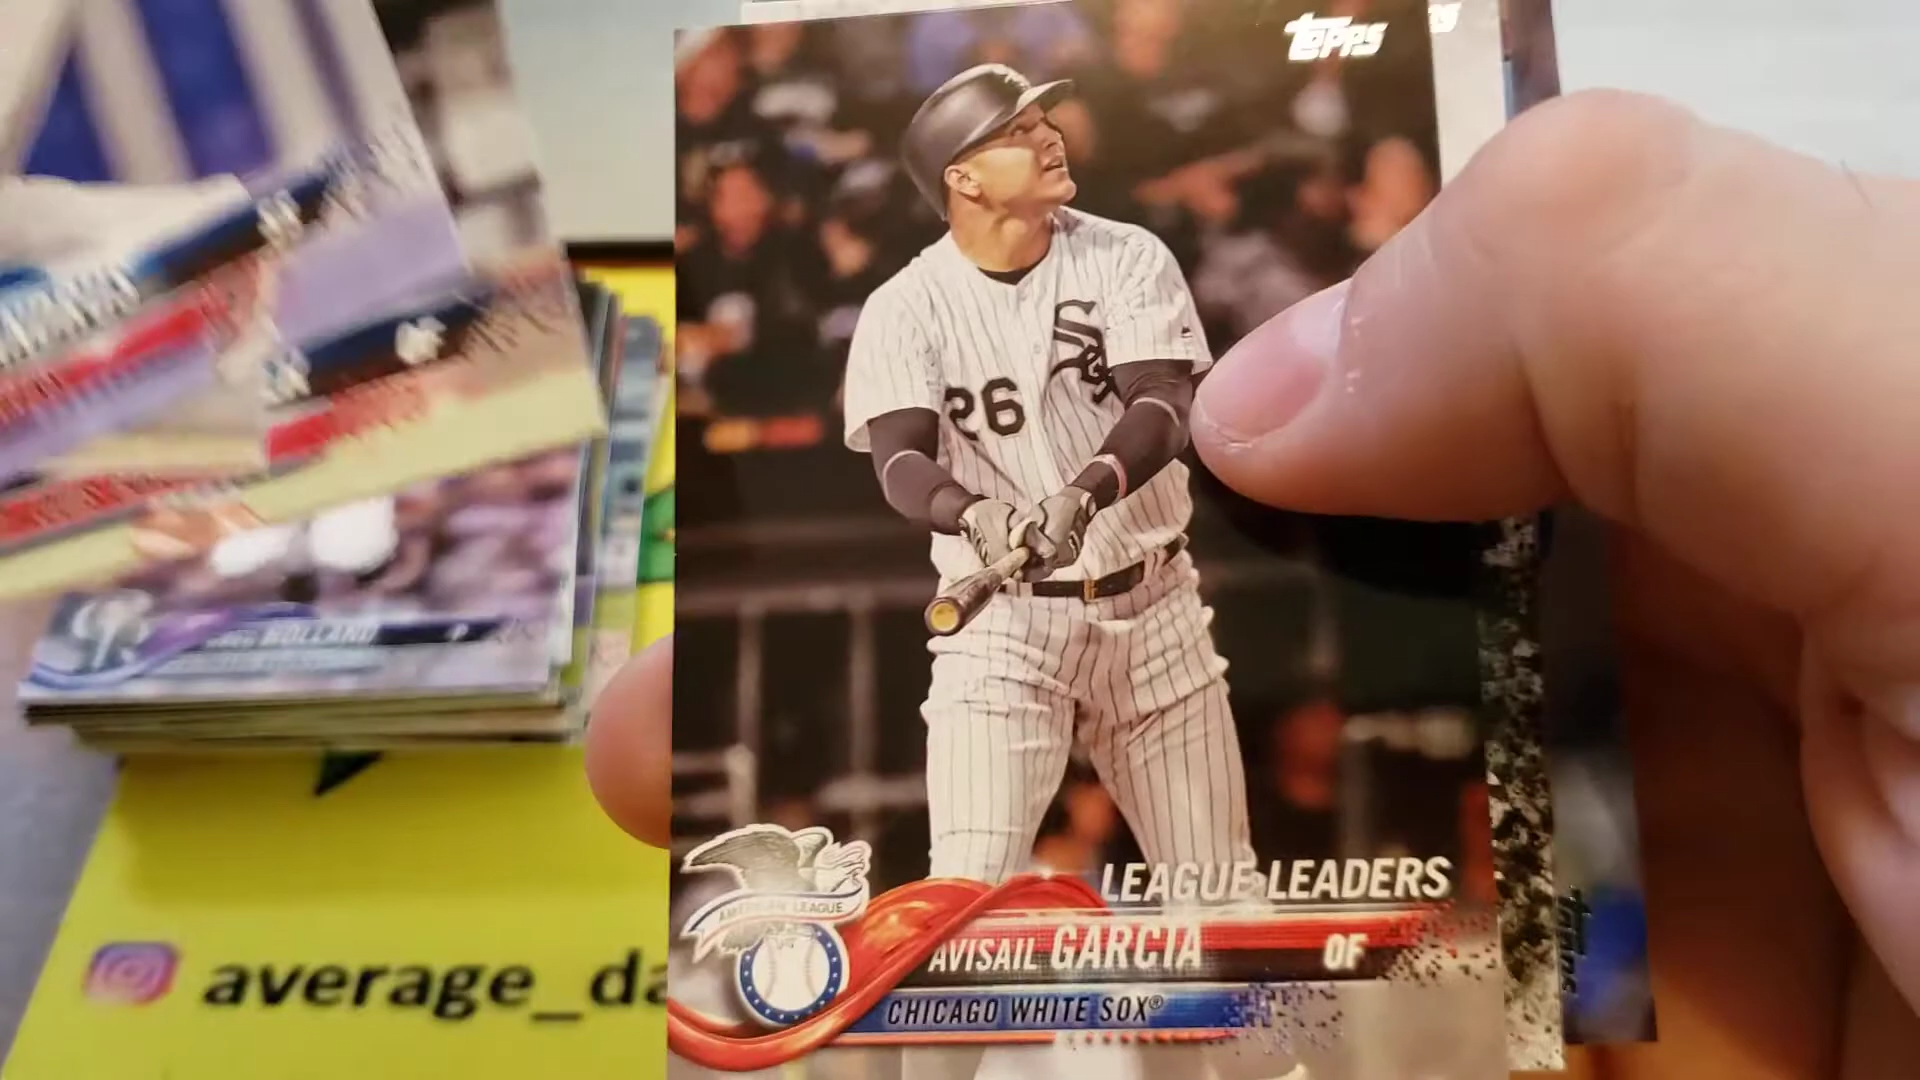 Topps
Sox
26
HOLLAND
P
LEAGUE LEADERS
AMERICAN LEAGUE
AVISAIL GARCIA OF
CHICAGO WHITE SOX®
average_da